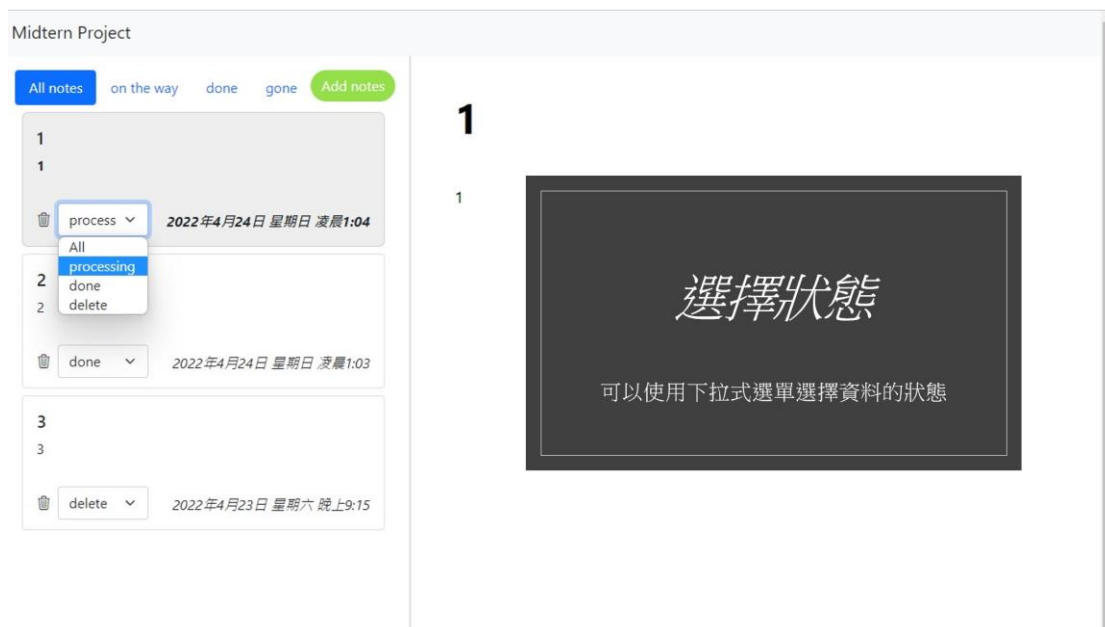 Midtern Project
All notes on the way done gone Add notes
1
1
process
2022年4月24日 星期日 凌晨1:04
All
processing
done
delete
2
2
done
2022年4月24日 星期日 凌晨1:03
3
3
delete
2022年4月23日 星期六 晚上9:15
1
1
選擇狀態
可以使用下拉式選單選擇資料的狀態